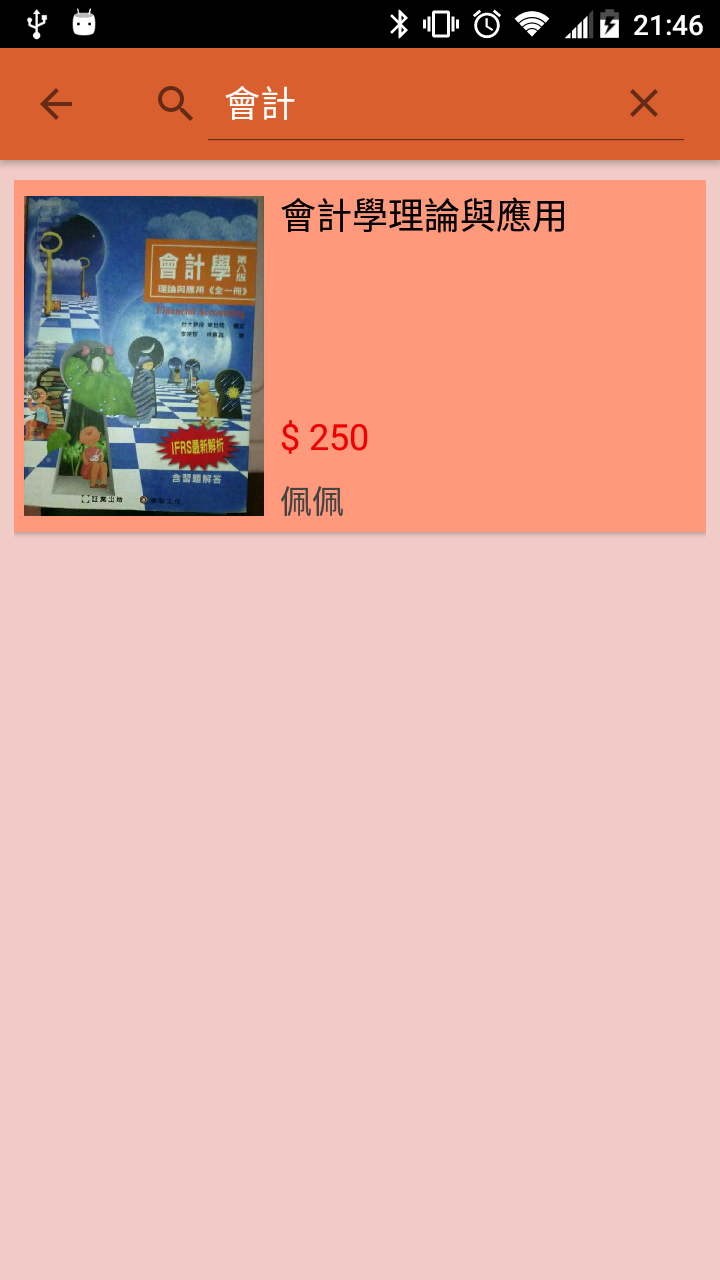 21:46
會計
會計學理論與應用
會計學
第八版
理論與應用《全一冊》
Financial Accounting
IFRS最新解析
含習題解答
$ 250
佩佩